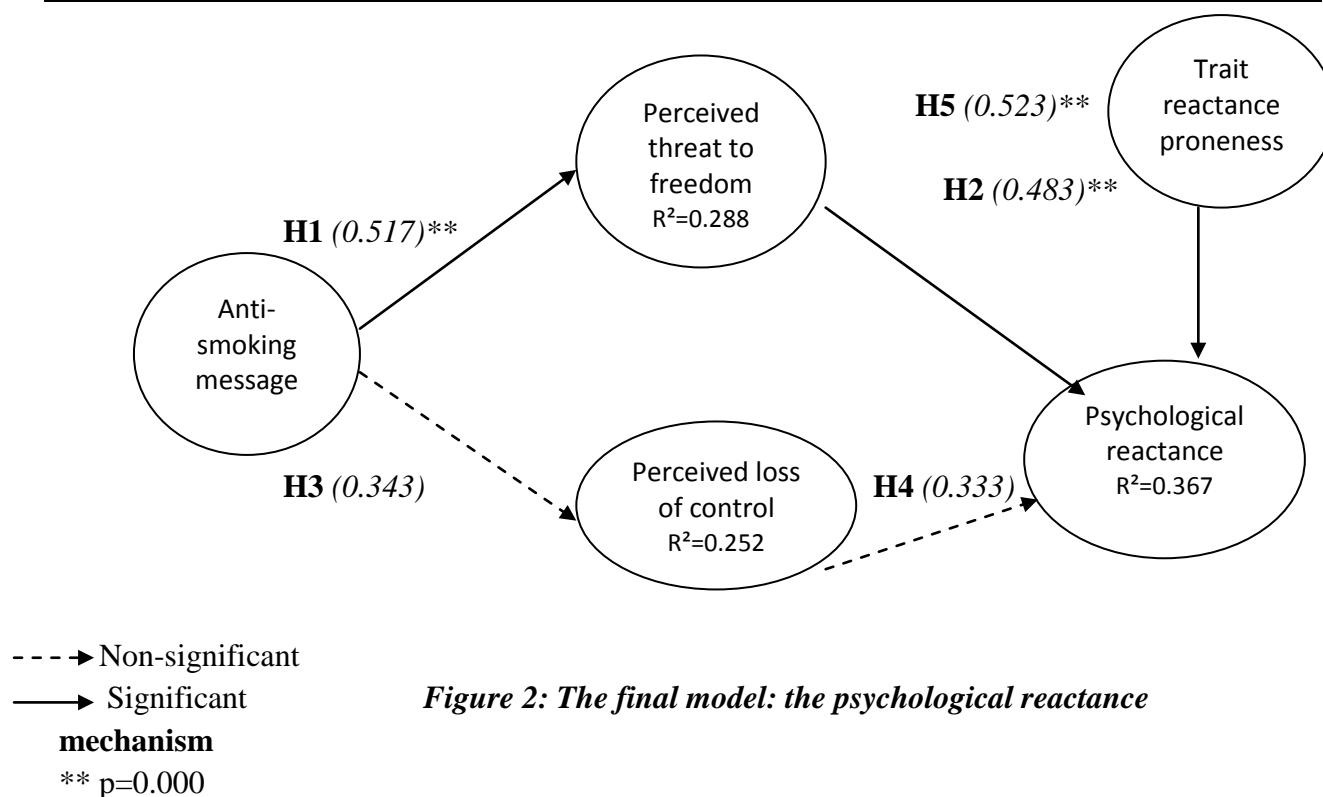 Trait
reactance
proneness
H5 (0.523)**
Perceived
threat to
freedom
R²=0.288
H2 (0.483)**
H1 (0.517)**
Anti-
smoking
message
Psychological
reactance
R²=0.367
H3 (0.343)
Perceived loss
of control
R²=0.252
H4 (0.333)
Non-significant
Significant
Figure 2: The final model: the psychological reactance
mechanism
** p=0.000